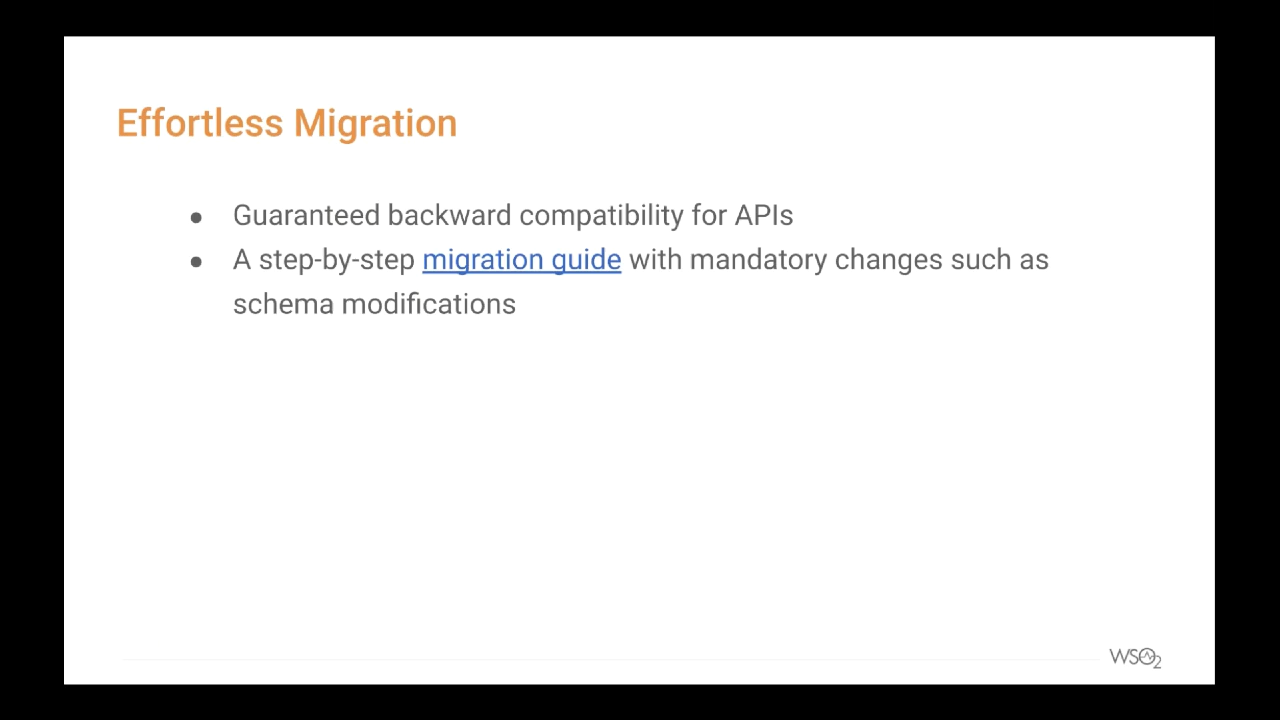 Effortless Migration
● Guaranteed backward compatibility for APIs
● A step-by-step migration guide with mandatory changes such as
schema modifications
WSO2